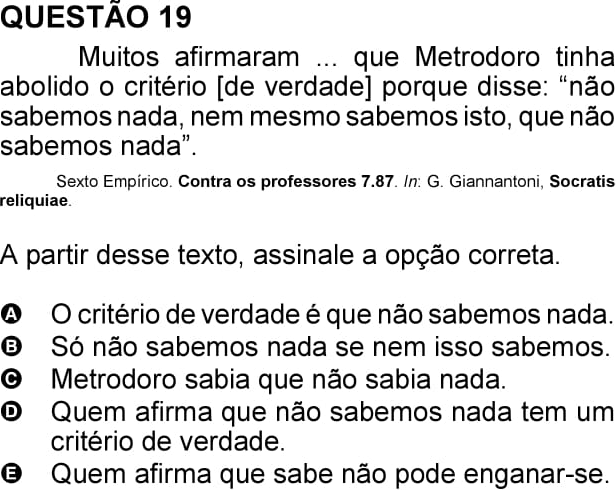 QUESTÃO 19
Muitos afirmaram ... que Metrodoro tinha
abolido o critério [de verdade] porque disse: “não
sabemos nada, nem mesmo sabemos isto, que não
sabemos nada”.
Sexto Empírico. Contra os professores 7.87. In: G. Giannantoni, Socratis
reliquiae.
A partir desse texto, assinale a opção correta.
A O critério de verdade é que não sabemos nada.
B Só não sabemos nada se nem isso sabemos.
C Metrodoro sabia que não sabia nada.
D Quem afirma que não sabemos nada tem um
critério de verdade.
E Quem afirma que sabe não pode enganar-se.